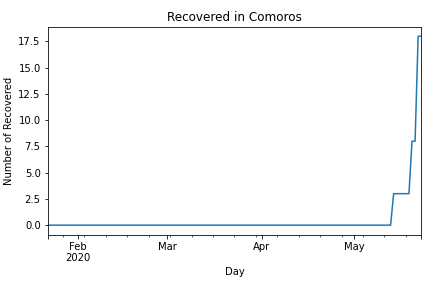 Recovered in Comoros
Number of Recovered
17.5
15.0
12.5
10.0
7.5
5.0
2.5
0.0
Feb
2020
Mar
Apr
May
Day